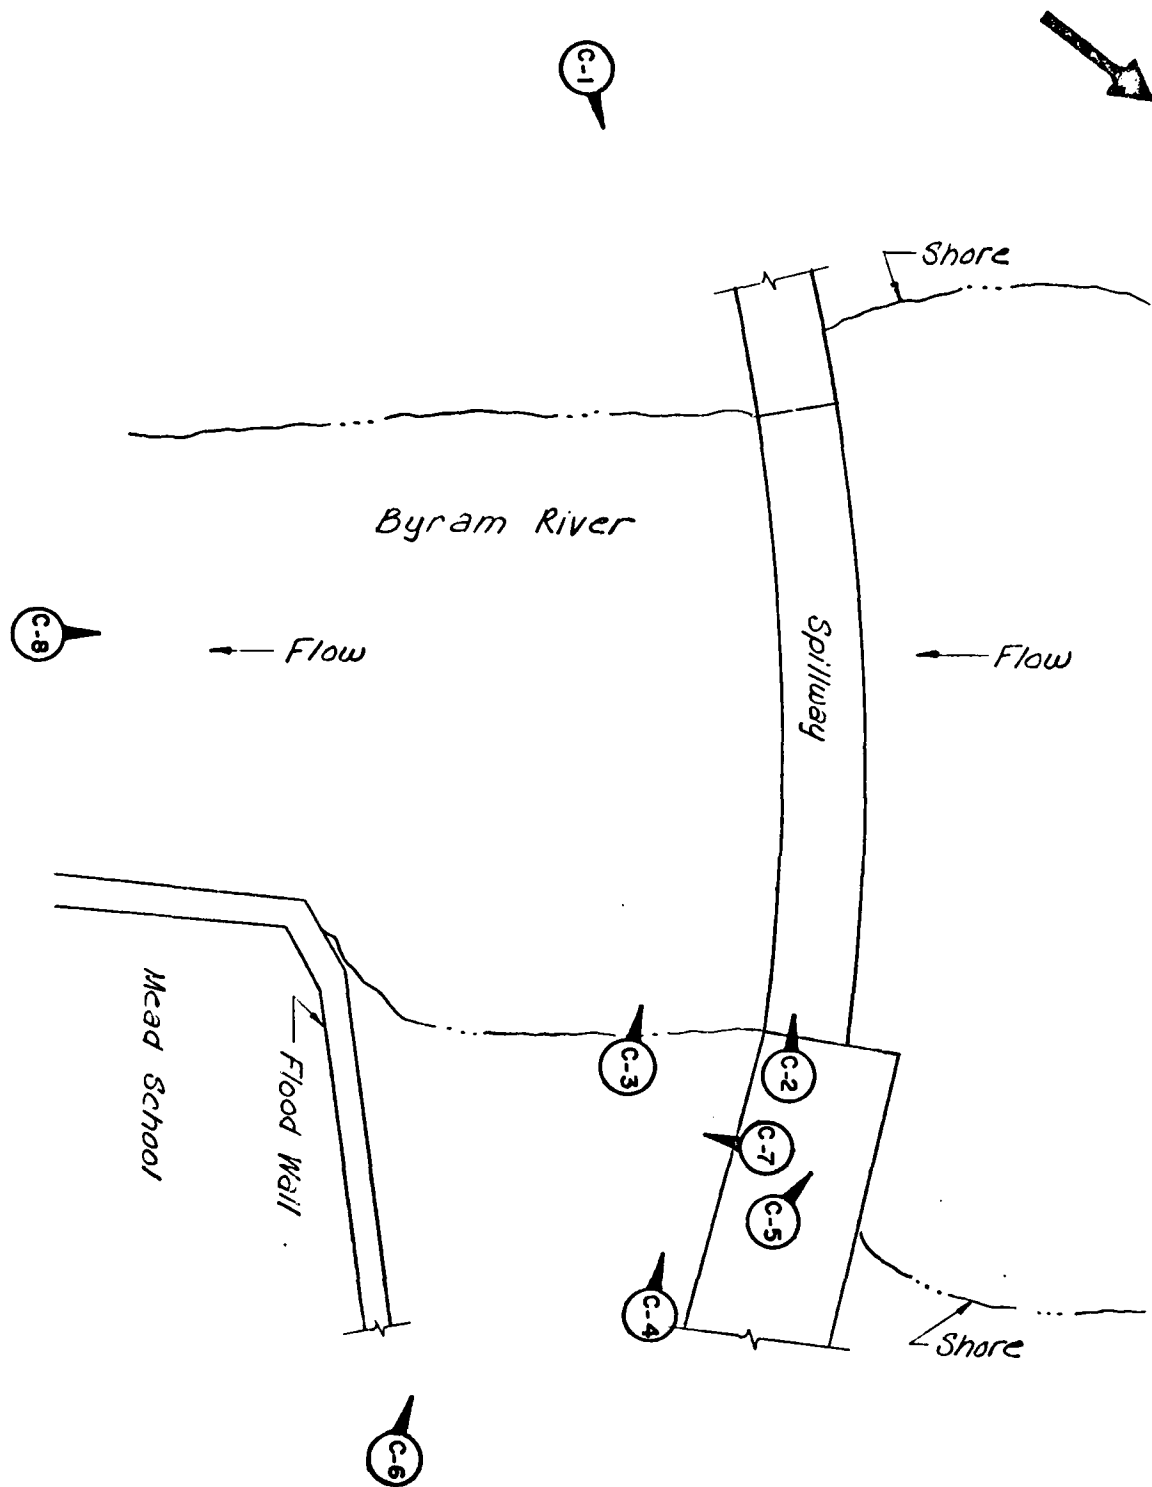 C-1
Shore
Byram River
C-8
Flow
Spillway
Flow
Mead School
Flood Wall
C-3
C-2
C-7
C-5
C-4
Shore
C-6